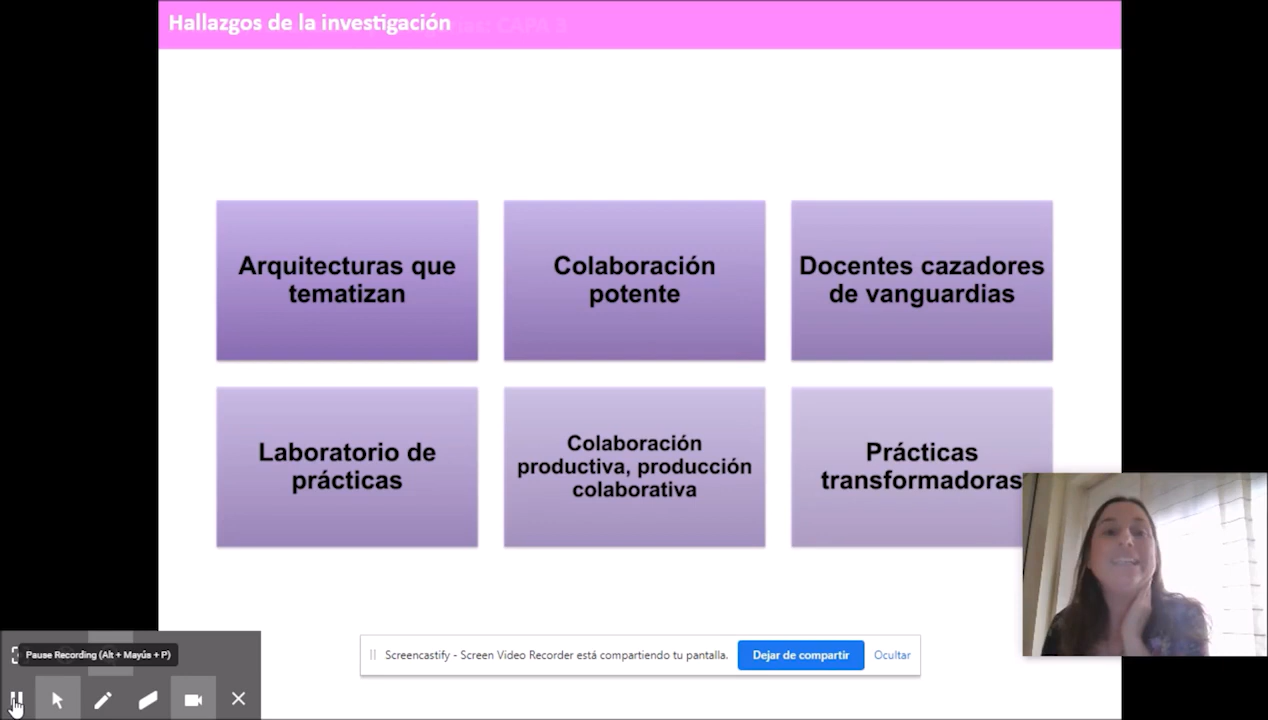 Hallazgos de la investigación
CAPA 3
Arquitecturas que
tematizan
Colaboración
potente
Docentes cazadores
de vanguardias
Laboratorio de
prácticas
Colaboración
productiva, producción
colaborativa
Prácticas
transformadoras
Pause Recording (Alt + Mayús + P)
Screencastify - Screen Video Recorder está compartiendo tu pantalla.
Dejar de compartir
Ocultar